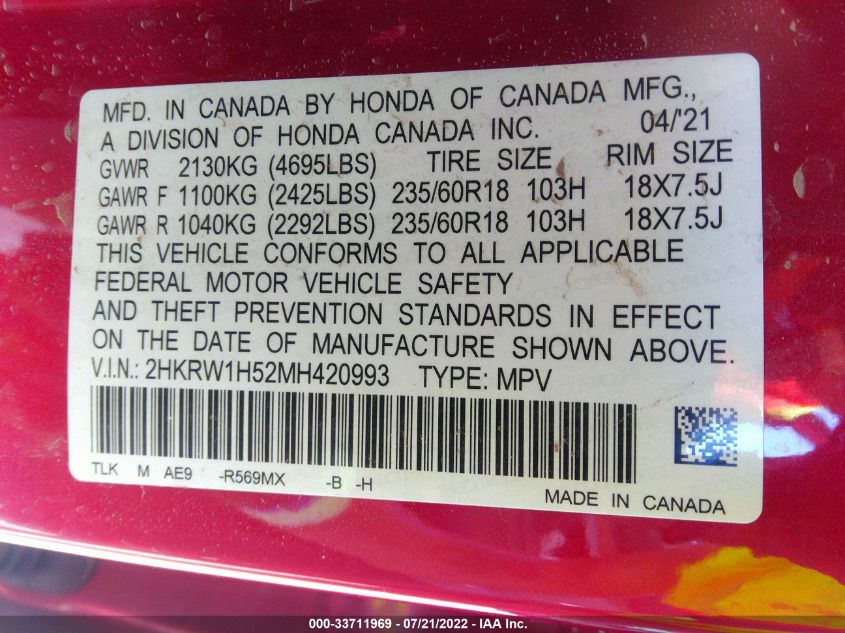 MFD. IN CANADA BY HONDA OF CANADA MFG.,
A DIVISION OF HONDA CANADA INC. 04/'21
GVWR 2130KG (4695LBS) TIRE SIZE RIM SIZE
GAWR F 1100KG (2425LBS) 235/60R18 103H 18X7.5J
GAWR R 1040KG (2292LBS) 235/60R18 103H 18X7.5J
THIS VEHICLE CONFORMS TO ALL APPLICABLE
FEDERAL MOTOR VEHICLE SAFETY
AND THEFT PREVENTION STANDARDS IN EFFECT
ON THE DATE OF MANUFACTURE SHOWN ABOVE.
V.I.N.: 2HKRW1H52MH420993 TYPE: MPV
TLK M AE9 -R569MX -B -H
MADE IN CANADA
000-33711969 - 07/21/2022 - IAA Inc.